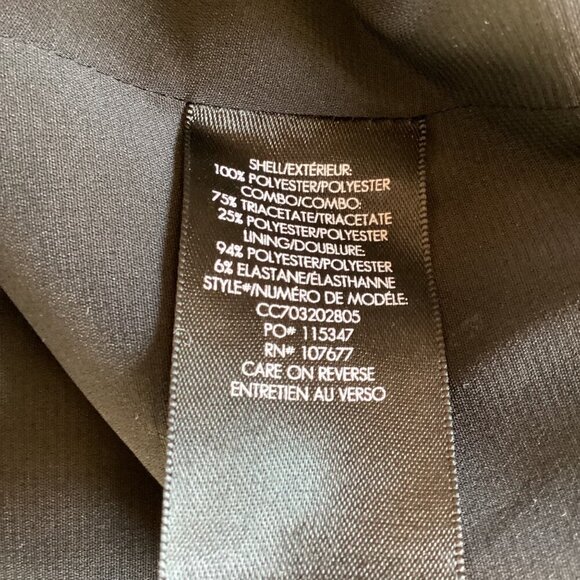 SHELL/EXTÉRIEUR:
100% POLYESTER/POLYESTER
COMBO/COMBO:
75% TRIACETATE/TRIACETATE
25% POLYESTER/POLYESTER
LINING/DOUBLURE:
94% POLYESTER/POLYESTER
6% ELASTANE/ÉLASTHANNE
STYLE#/NUMÉRO DE MODÉLE:
CC703202805
PO# 115347
RN# 107677
CARE ON REVERSE
ENTRETIEN AU VERSO